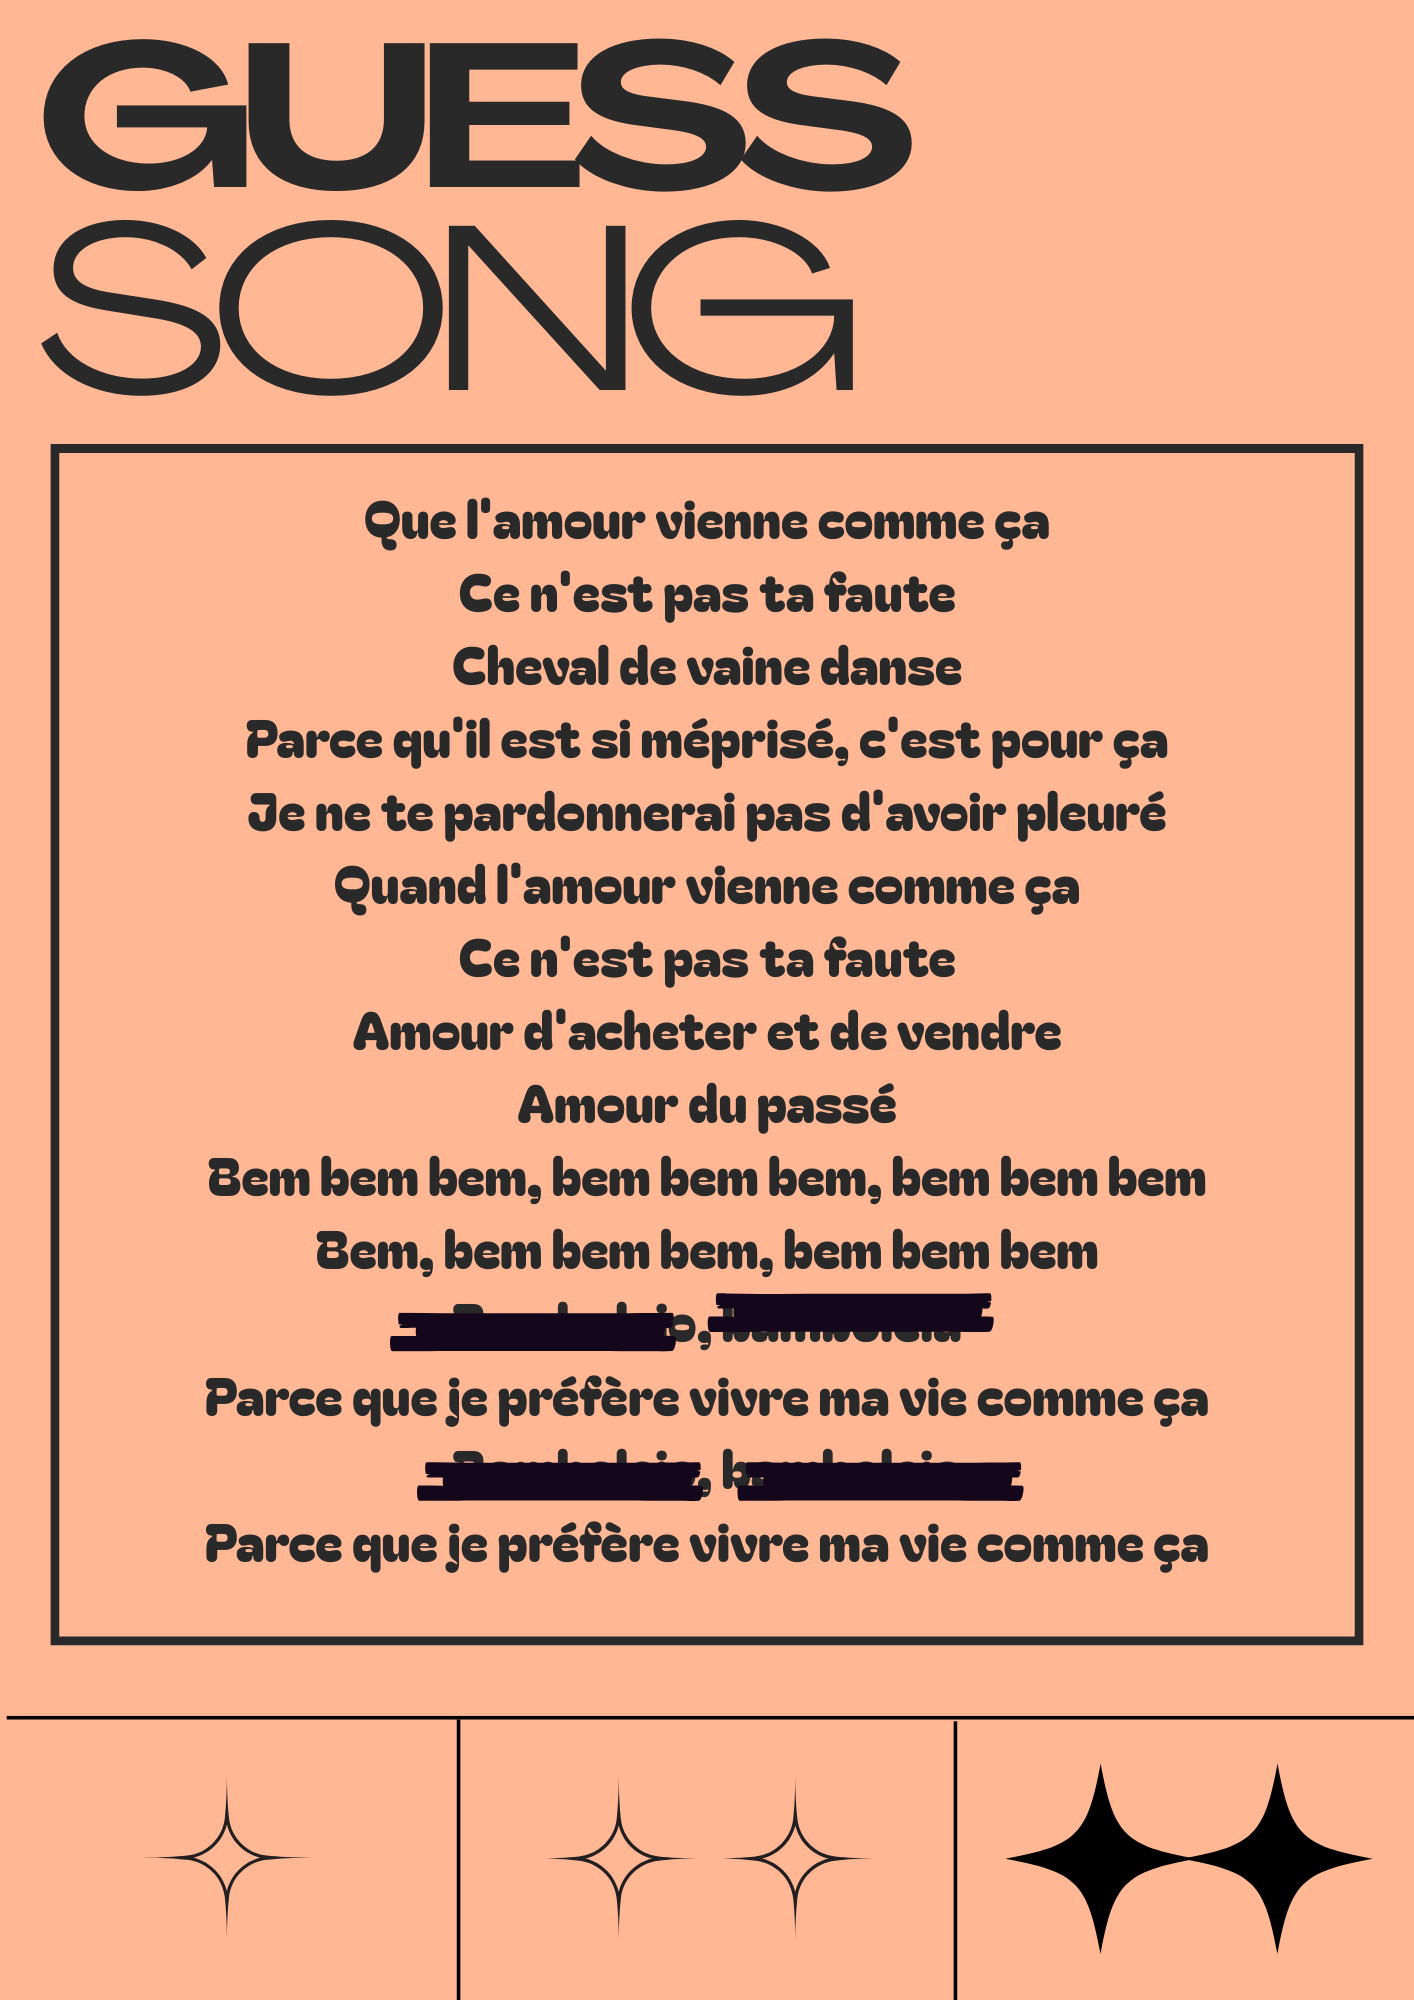 GUESS
SONG
Que l'amour vienne comme ça
Ce n'est pas ta faute
Cheval de vaine danse
Parce qu'il est si méprisé, c'est pour ça
Je ne te pardonnerai pas d'avoir pleuré
Quand l'amour vienne comme ça
Ce n'est pas ta faute
Amour d'acheter et de vendre
Amour du passé
Bem bem bem, bem bem bem, bem bem bem
Bem, bem bem bem, bem bem bem
Parce que je préfère vivre ma vie comme ça
Parce que je préfère vivre ma vie comme ça